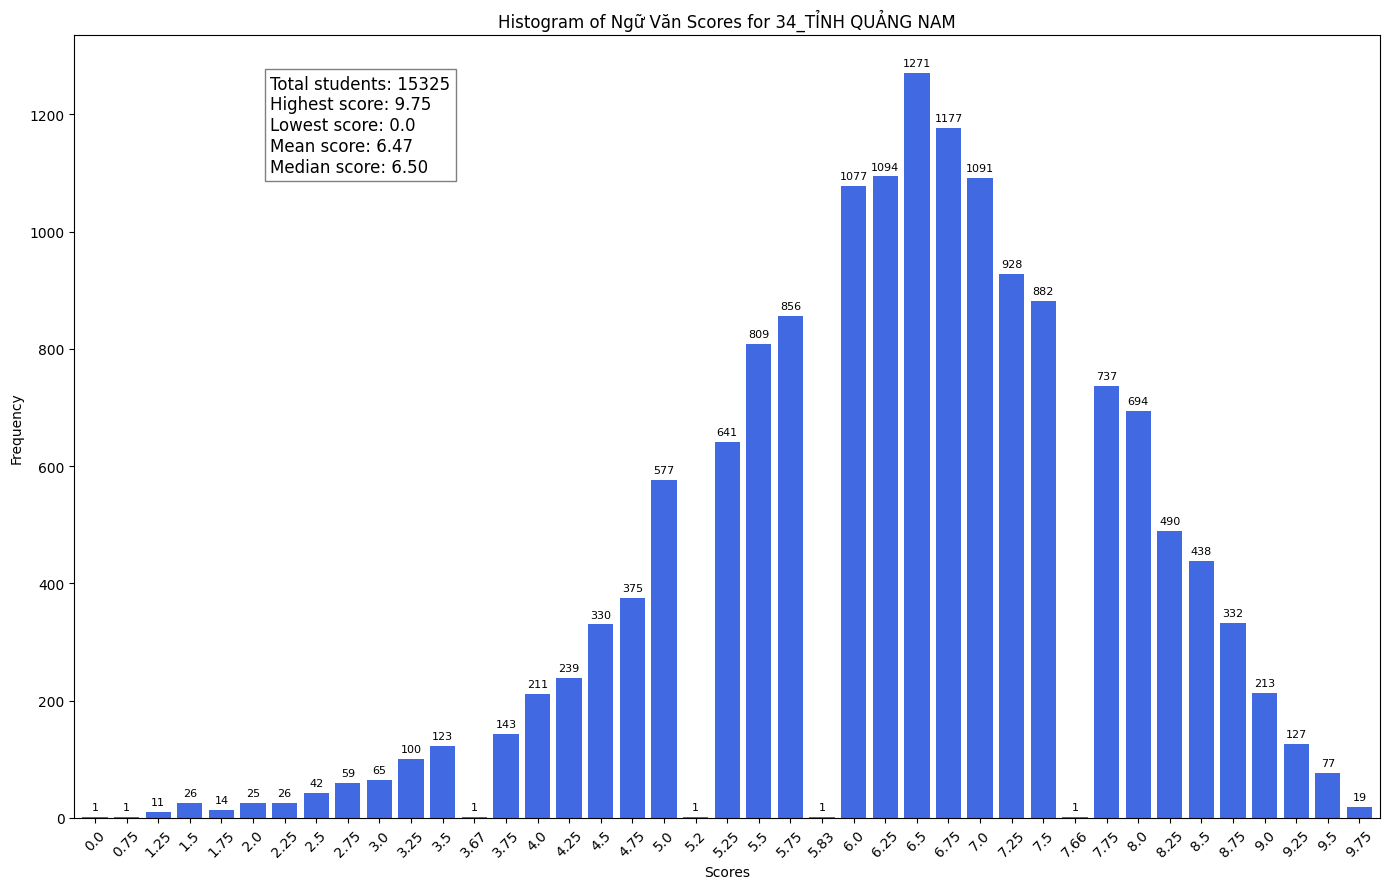 Histogram of Ngữ Văn Scores for 34_TỈNH QUẢNG NAM
Total students: 15325
Highest score: 9.75
Lowest score: 0.0
Mean score: 6.47
Median score: 6.50
Frequency
1200
1000
800
600
400
200
0
1 1 11 26 14 25 26 42 59 65 100 123 1 143 211 239 330 375 577 1 641 809 856 1 1077 1094 1271 1177 1091 928 882 1 737 694 490 438 332 213 127 77 19
0.0 0.75 1.25 1.5 1.75 2.0 2.25 2.5 2.75 3.0 3.25 3.5 3.67 3.75 4.0 4.25 4.5 4.75 5.0 5.2 5.25 5.5 5.75 5.83 6.0 6.25 6.5 6.75 7.0 7.25 7.5 7.66 7.75 8.0 8.25 8.5 8.75 9.0 9.25 9.5 9.75
Scores